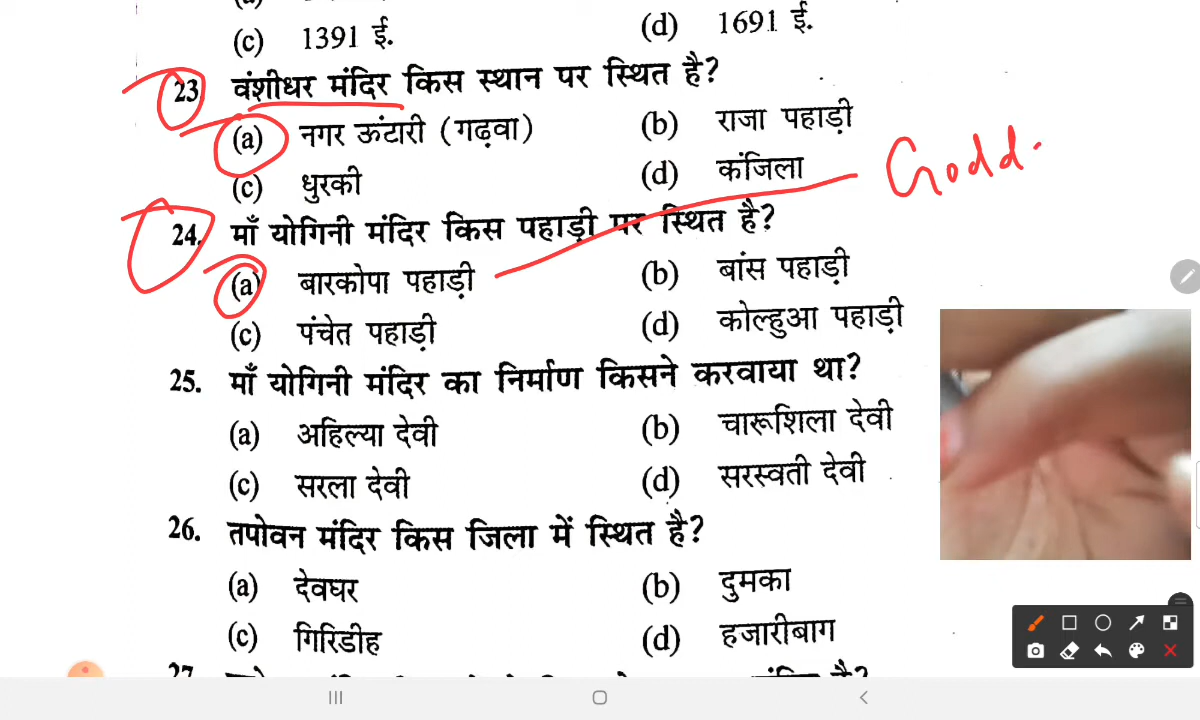 (c) 1391 ई. (d) 1691 ई.
23 वंशीधर मंदिर किस स्थान पर स्थित है?
(a) नगर ऊंटारी (गढ़वा) (b) राजा पहाड़ी
(c) धुरकी (d) कंजिला
Godd
24. माँ योगिनी मंदिर किस पहाड़ी पर स्थित है?
(a) बारकोपा पहाड़ी (b) बांस पहाड़ी
(c) पंचेत पहाड़ी (d) कोल्हुआ पहाड़ी
25. माँ योगिनी मंदिर का निर्माण किसने करवाया था?
(a) अहिल्या देवी (b) चारूशिला देवी
(c) सरला देवी (d) सरस्वती देवी
26. तपोवन मंदिर किस जिला में स्थित है?
(a) देवघर (b) दुमका
(c) गिरिडीह (d) हजारीबाग
27.